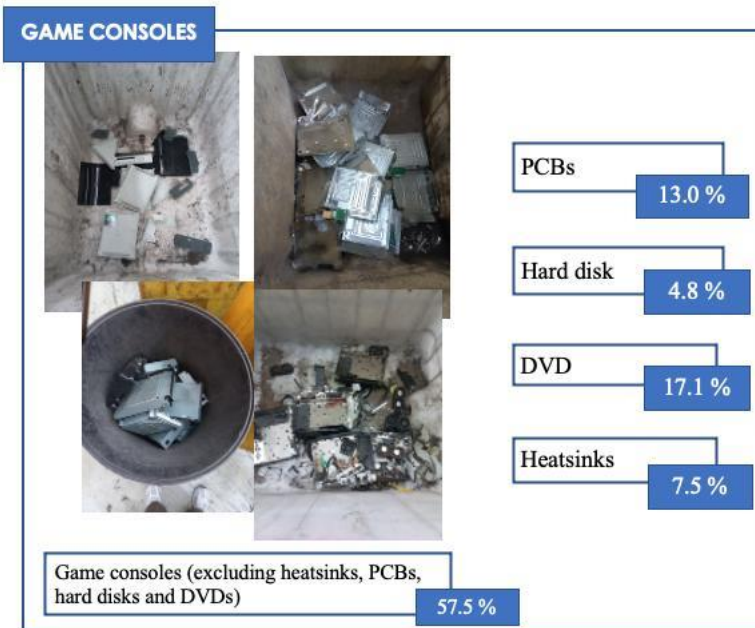 GAME CONSOLES
PCBs
13.0 %
Hard disk
4.8 %
DVD
17.1 %
Heatsinks
7.5 %
Game consoles (excluding heatsinks, PCBs,
hard disks and DVDs)
57.5 %